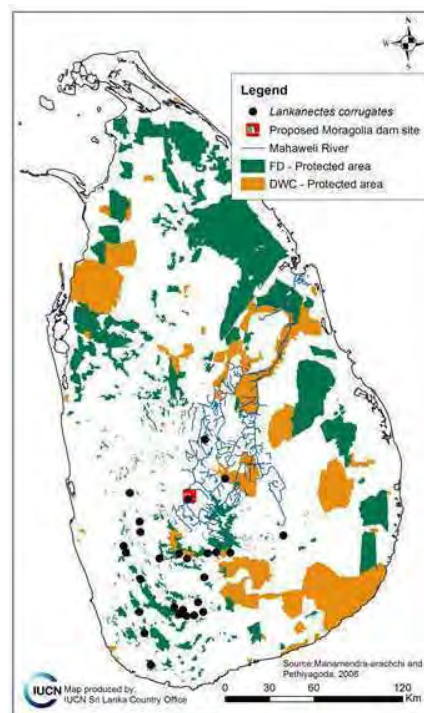 N
W E
S
Legend
Lankanectes corrugates
Proposed Moragolla dam site
Mahaweli River
FD - Protected area
DWC - Protected area
Source:Manamendra-arachchi and
Pethiyagoda, 2006
IUCN
Map produced by:
IUCN Sri Lanka Country Office
0 30 60 120
Km